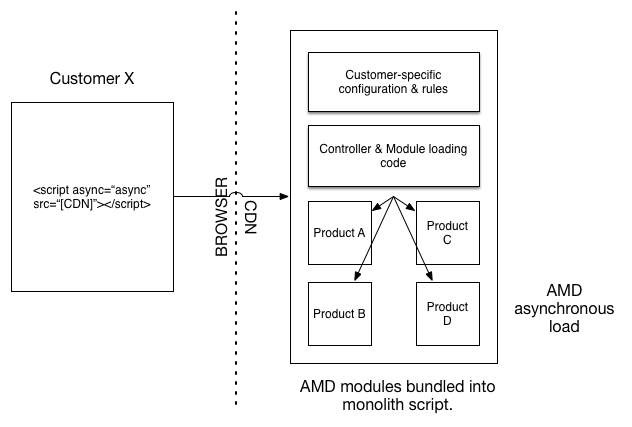 Customer X
<script async=“async”
src=“[CDN]”></script>
BROWSER
CDN
Customer-specific
configuration & rules
Controller & Module loading
code
Product A
Product
C
Product B
Product
D
AMD
asynchronous
load
AMD modules bundled into
monolith script.